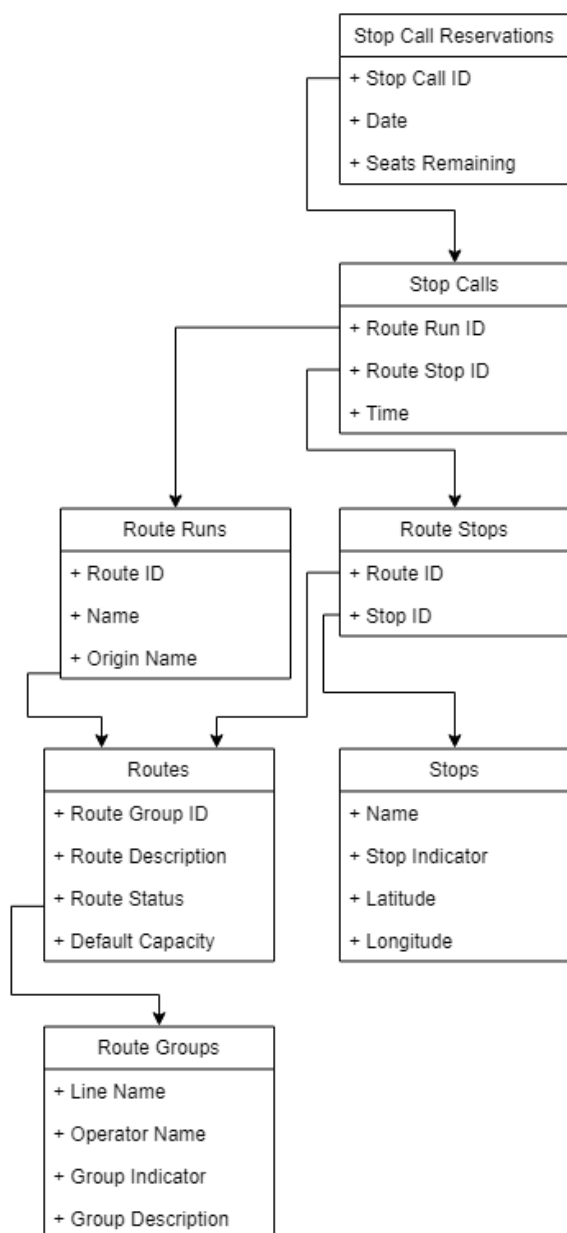 Stop Call Reservations
+ Stop Call ID
+ Date
+ Seats Remaining
Stop Calls
+ Route Run ID
+ Route Stop ID
+ Time
Route Runs
+ Route ID
+ Name
+ Origin Name
Route Stops
+ Route ID
+ Stop ID
Routes
+ Route Group ID
+ Route Description
+ Route Status
+ Default Capacity
Stops
+ Name
+ Stop Indicator
+ Latitude
+ Longitude
Route Groups
+ Line Name
+ Operator Name
+ Group Indicator
+ Group Description